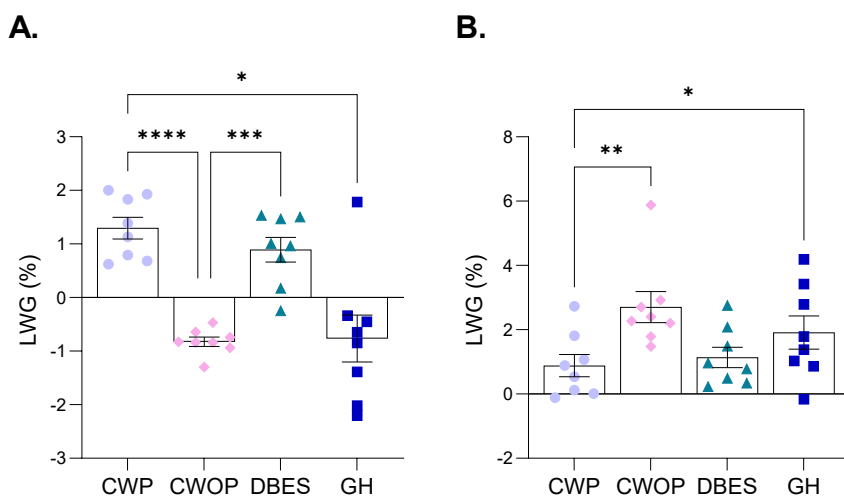 A.
B.
*
*
**** ***
**
3
2
1
0
-1
-2
-3
LWG (%)
CWP CWOP DBES GH
8
6
4
2
0
-2
LWG (%)
CWP CWOP DBES GH